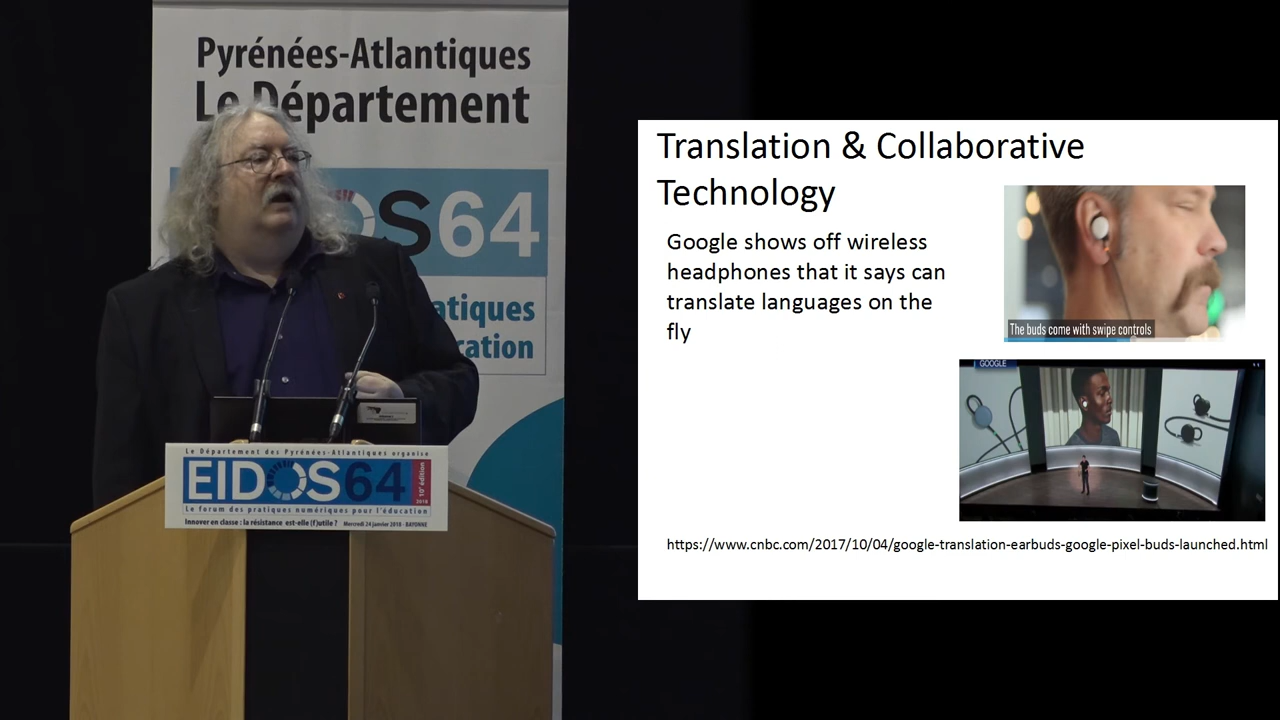 Pyrénées-Atlantiques
Le Département
OS64
atiques
cation
Le Département des Pyrénées-Atlantiques organise
EIDOS64
10e édition
2018
Le forum des pratiques numériques pour l'éducation
Innover en classe : la résistance est-elle (f)utile ? Mercredi 24 janvier 2018 - BAYONNE
Translation & Collaborative
Technology
Google shows off wireless
headphones that it says can
translate languages on the
fly
The buds come with swipe controls
GOOGLE
https://www.cnbc.com/2017/10/04/google-translation-earbuds-google-pixel-buds-launched.html